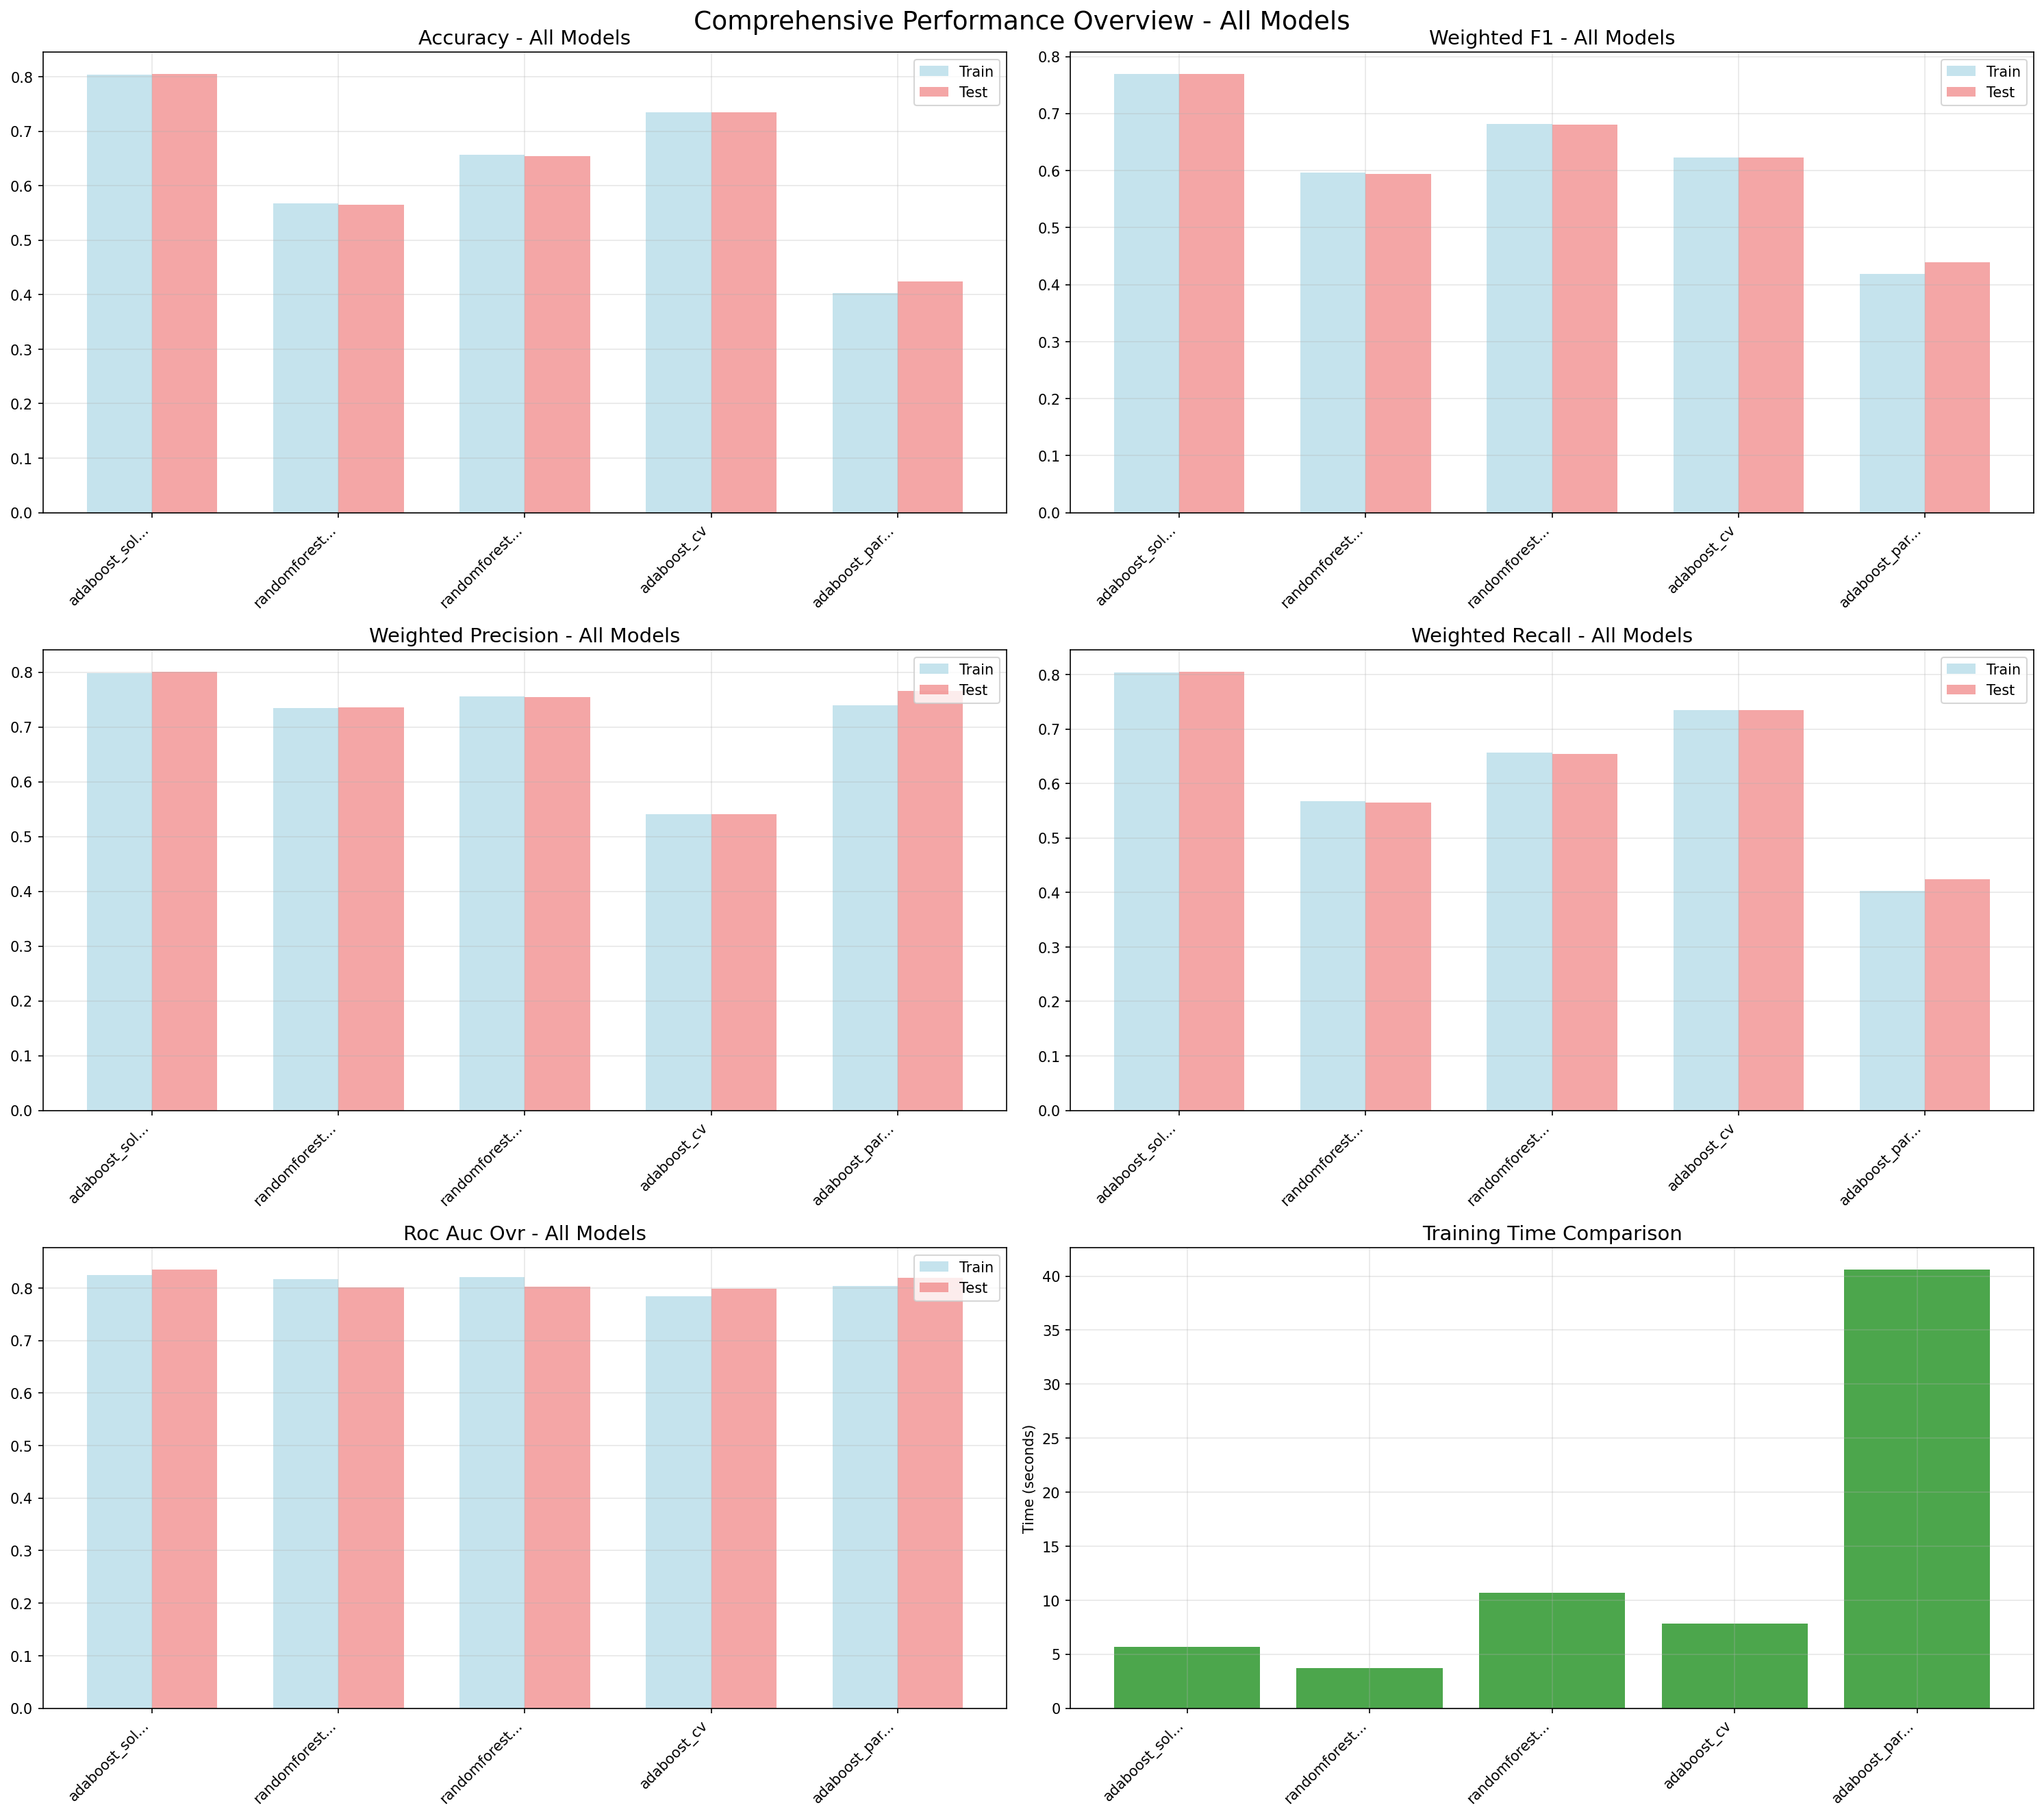 Comprehensive Performance Overview - All Models
Accuracy - All Models
0.8
0.7
0.6
0.5
0.4
0.3
0.2
0.1
0.0
Train
Test
adaboost_sol...
randomforest...
randomforest...
adaboost_cv
adaboost_par...
Weighted F1 - All Models
0.8
0.7
0.6
0.5
0.4
0.3
0.2
0.1
0.0
Train
Test
adaboost_sol...
randomforest...
randomforest...
adaboost_cv
adaboost_par...
Weighted Precision - All Models
0.8
0.7
0.6
0.5
0.4
0.3
0.2
0.1
0.0
Train
Test
adaboost_sol...
randomforest...
randomforest...
adaboost_cv
adaboost_par...
Weighted Recall - All Models
0.8
0.7
0.6
0.5
0.4
0.3
0.2
0.1
0.0
Train
Test
adaboost_sol...
randomforest...
randomforest...
adaboost_cv
adaboost_par...
Roc Auc Ovr - All Models
0.8
0.7
0.6
0.5
0.4
0.3
0.2
0.1
0.0
Train
Test
adaboost_sol...
randomforest...
randomforest...
adaboost_cv
adaboost_par...
Training Time Comparison
Time (seconds)
40
35
30
25
20
15
10
5
0
adaboost_sol...
randomforest...
randomforest...
adaboost_cv
adaboost_par...